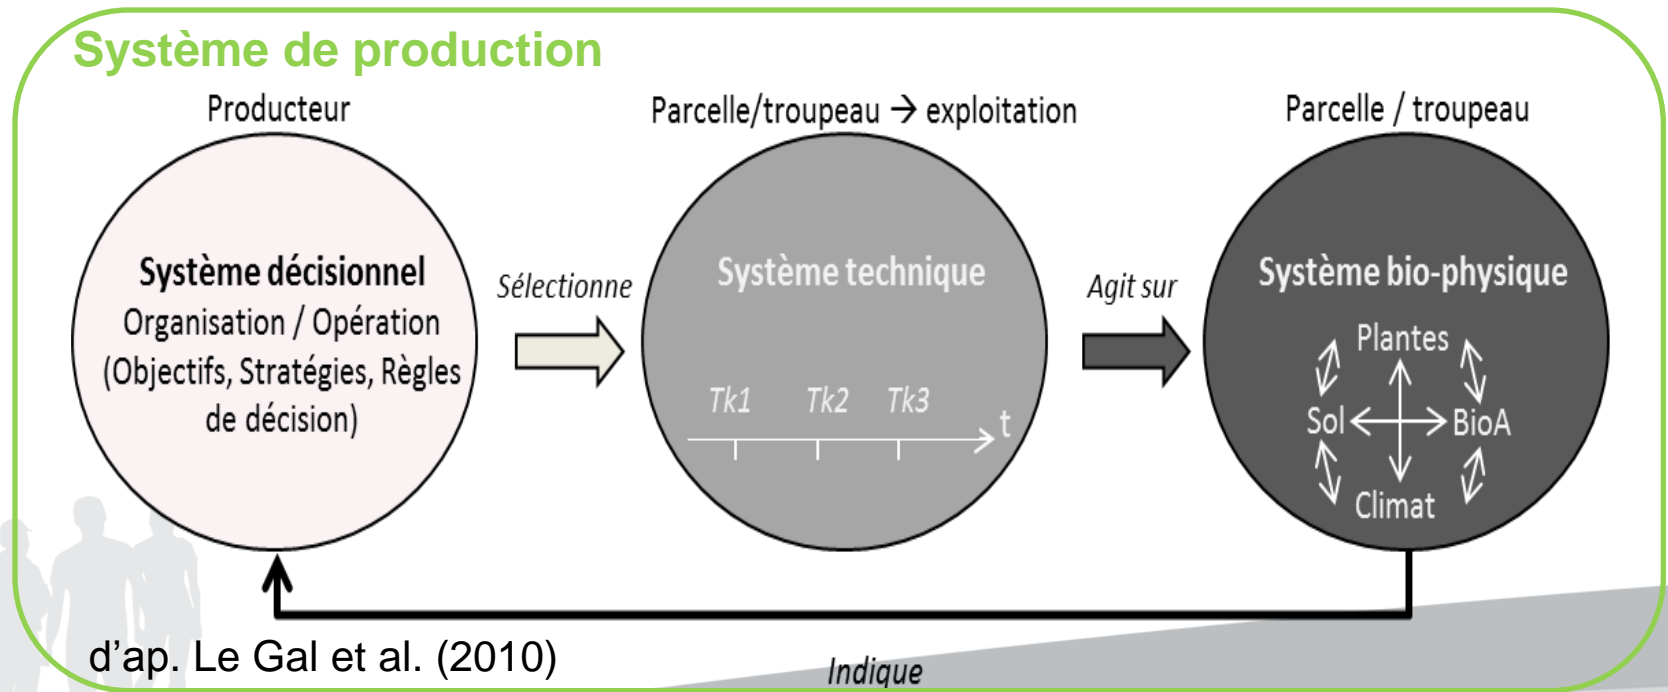 Système de production
Producteur
Parcelle/troupeau → exploitation
Parcelle / troupeau
Système décisionnel
Organisation / Opération
(Objectifs, Stratégies, Règles
de décision)
Sélectionne
Système technique
Tk1 Tk2 Tk3
t
Agit sur
Système bio-physique
Plantes
Sol BioA
Climat
d’ap. Le Gal et al. (2010)
Indique